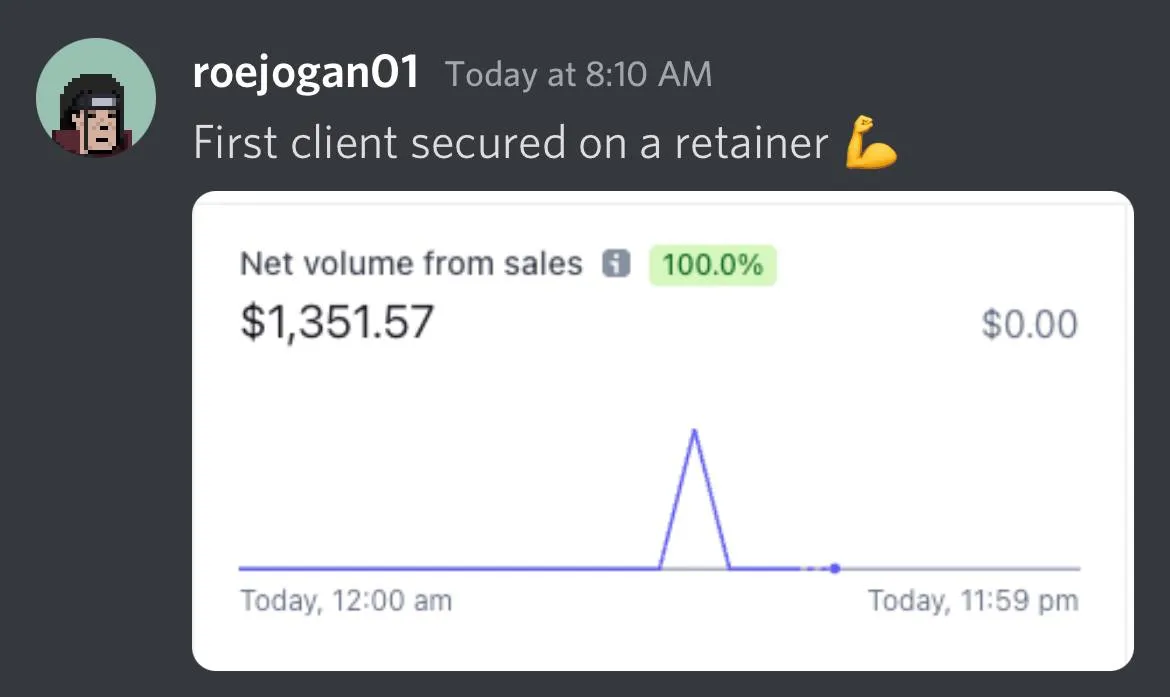 roejogan01 Today at 8:10 AM
First client secured on a retainer 💪
Net volume from sales 100.0%
$1,351.57 $0.00
Today, 12:00 am Today, 11:59 pm